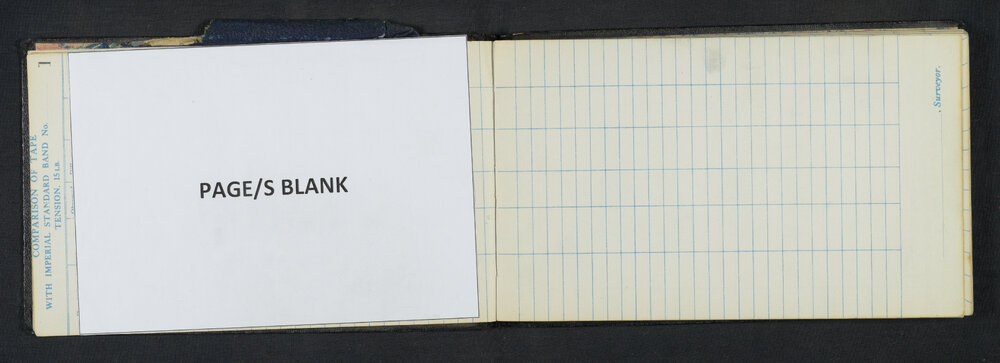 1
COMPARISON OF TAPE
WITH IMPERIAL STANDARD BAND No.
TENSION, 15 LB.
PAGE/S BLANK
Surveyor.